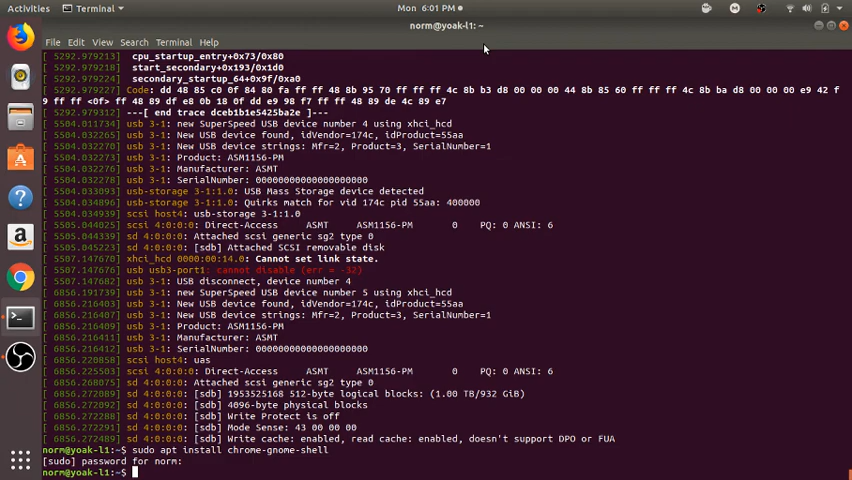 Activities Terminal Mon 6:01 PM
norm@yoak-l1: ~
File Edit View Search Terminal Help
[ 5292.979213] cpu_startup_entry+0x73/0x80
[ 5292.979218] start_secondary+0x193/0x1d0
[ 5292.979223] secondary_startup_64+0x9f/0xa0
[ 5292.979227] Code: dd 48 85 c0 0f 84 80 fa ff ff 48 8b 95 70 ff ff ff 4c 8b b3 d8 00 00 00 44 8b 85 60 ff ff ff 4c 8b ba d8 00 00 00 e9 42 f
9 ff ff <0f> ff 48 89 df e8 0b 18 0f dd e9 98 f7 ff ff 48 89 de 4c 89 e7
[ 5292.979312] ---[ end trace dceb1b1e5425ba2e ]---
[ 5504.011734] usb 3-1: new SuperSpeed USB device number 4 using xhci_hcd
[ 5504.032265] usb 3-1: New USB device found, idVendor=174c, idProduct=55aa
[ 5504.032271] usb 3-1: New USB device strings: Mfr=2, Product=3, SerialNumber=1
[ 5504.032273] usb 3-1: Product: ASM1156-PM
[ 5504.032276] usb 3-1: Manufacturer: ASMT
[ 5504.032278] usb 3-1: SerialNumber: 00000000000000000000
[ 5504.033093] usb-storage 3-1:1.0: USB Mass Storage device detected
[ 5504.034896] usb-storage 3-1:1.0: Quirks match for vid 174c pid 55aa: 400000
[ 5504.034939] scsi host4: usb-storage 3-1:1.0
[ 5505.044025] scsi 4:0:0:0: Direct-Access ASMT ASM1156-PM 0 PQ: 0 ANSI: 6
[ 5505.044995] sd 4:0:0:0: Attached scsi generic sg2 type 0
[ 5505.045223] sd 4:0:0:0: [sdb] Attached SCSI removable disk
[ 5507.147670] xhci_hcd 0000:00:14.0: Cannot set link state.
[ 5507.147676] usb usb3-port1: cannot disable (err = -32)
[ 5507.147681] usb 3-1: USB disconnect, device number 4
[ 6856.191739] usb 3-1: new SuperSpeed USB device number 5 using xhci_hcd
[ 6856.216403] usb 3-1: New USB device found, idVendor=174c, idProduct=55aa
[ 6856.216407] usb 3-1: New USB device strings: Mfr=2, Product=3, SerialNumber=1
[ 6856.216409] usb 3-1: Product: ASM1156-PM
[ 6856.216411] usb 3-1: Manufacturer: ASMT
[ 6856.216412] usb 3-1: SerialNumber: 00000000000000000000
[ 6856.220858] scsi host4: uas
[ 6856.225503] scsi 4:0:0:0: Direct-Access ASMT ASM1156-PM 0 PQ: 0 ANSI: 6
[ 6856.268075] sd 4:0:0:0: Attached scsi generic sg2 type 0
[ 6856.272089] sd 4:0:0:0: [sdb] 1953525168 512-byte logical blocks: (1.00 TB/932 GiB)
[ 6856.272092] sd 4:0:0:0: [sdb] 4096-byte physical blocks
[ 6856.272288] sd 4:0:0:0: [sdb] Write Protect is off
[ 6856.272291] sd 4:0:0:0: [sdb] Mode Sense: 43 00 00 00
[ 6856.272489] sd 4:0:0:0: [sdb] Write cache: enabled, read cache: enabled, doesn't support DPO or FUA
norm@yoak-l1:~$ sudo apt install chrome-gnome-shell
[sudo] password for norm:
norm@yoak-l1:~$